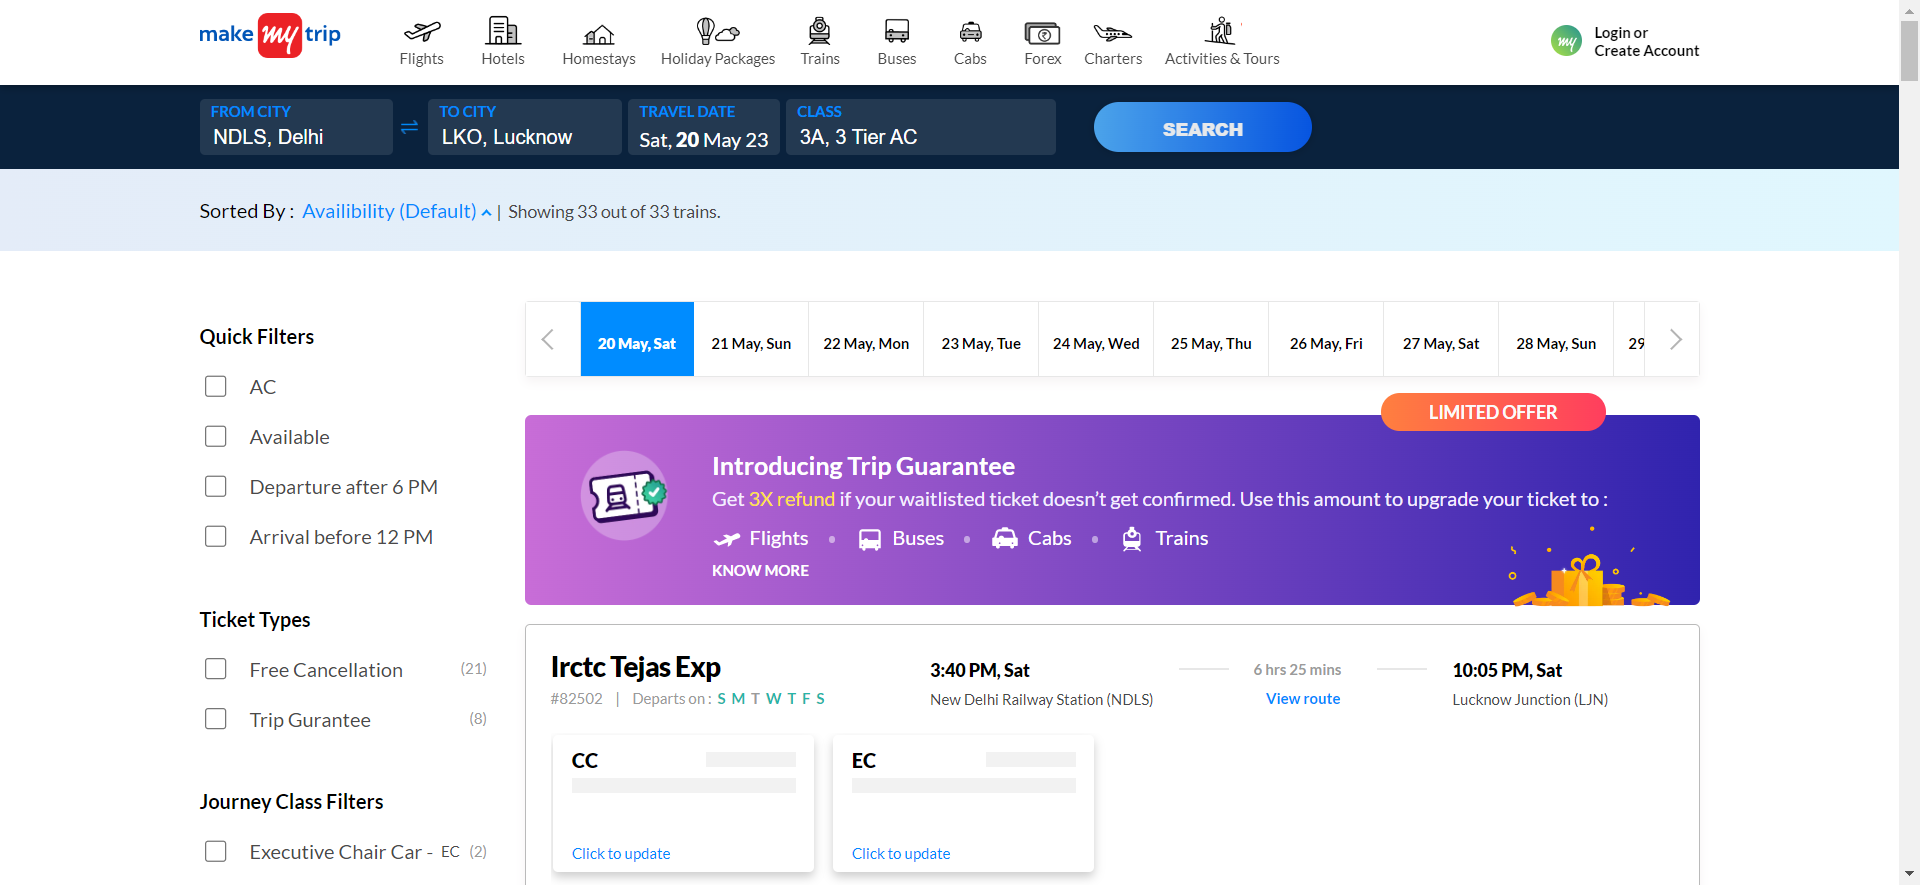 make my trip
Flights
Hotels
Homestays
Holiday Packages
Trains
Buses
Cabs
Forex
Charters
Activities & Tours
my
Login or
Create Account
FROM CITY
NDLS, Delhi
TO CITY
LKO, Lucknow
TRAVEL DATE
Sat, 20 May 23
CLASS
3A, 3 Tier AC
SEARCH
Sorted By : Availibility (Default) | Showing 33 out of 33 trains.
Quick Filters
AC
Available
Departure after 6 PM
Arrival before 12 PM
Ticket Types
Free Cancellation (21)
Trip Gurantee (8)
Journey Class Filters
Executive Chair Car - EC (2)
20 May, Sat
21 May, Sun
22 May, Mon
23 May, Tue
24 May, Wed
25 May, Thu
26 May, Fri
27 May, Sat
28 May, Sun
29
LIMITED OFFER
Introducing Trip Guarantee
Get 3X refund if your waitlisted ticket doesn’t get confirmed. Use this amount to upgrade your ticket to :
Flights • Buses • Cabs • Trains
KNOW MORE
Irctc Tejas Exp
#82502 | Departs on : S M T W T F S
3:40 PM, Sat
New Delhi Railway Station (NDLS)
6 hrs 25 mins
View route
10:05 PM, Sat
Lucknow Junction (LJN)
CC
Click to update
EC
Click to update